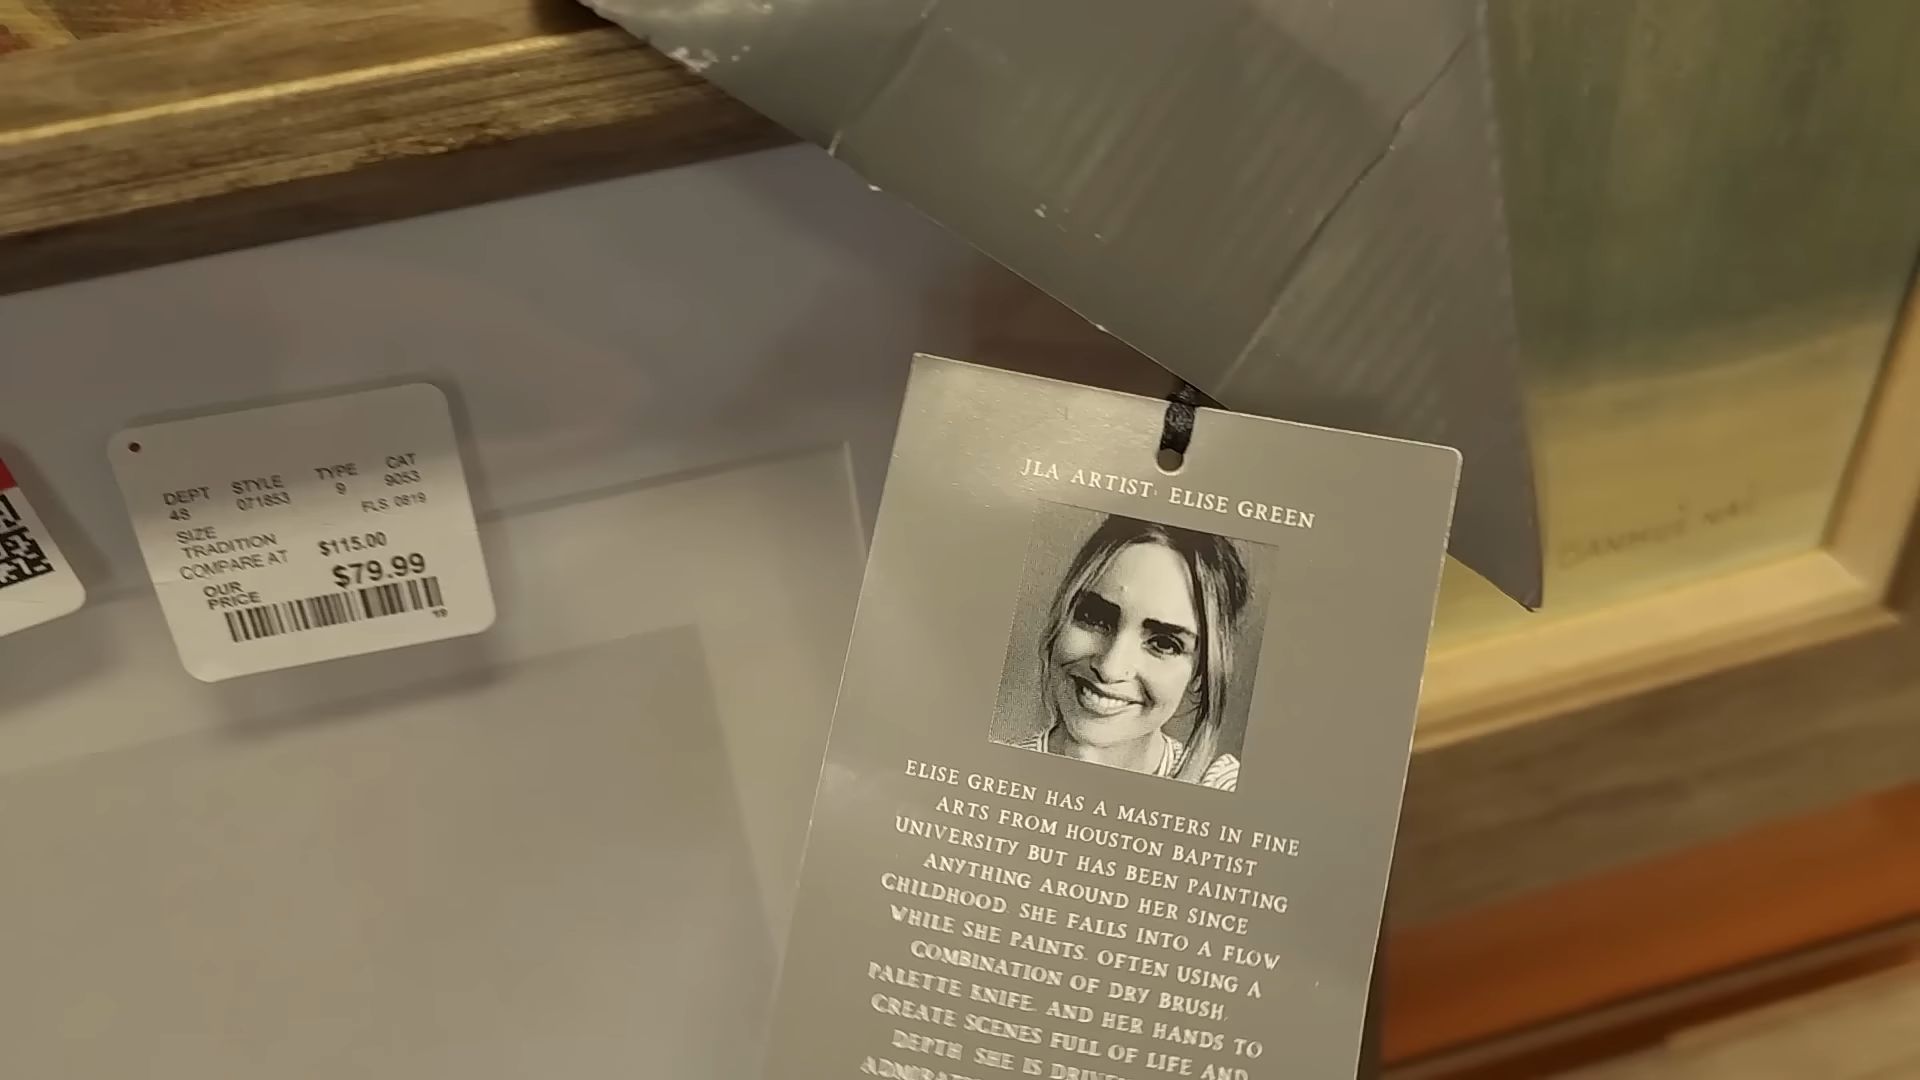 DEPT STYLE TYPE CAT
48 071853 9 9053
FLS 0819
SIZE
TRADITION
COMPARE AT $115.00
OUR
PRICE $79.99
JLA ARTIST: ELISE GREEN
ELISE GREEN HAS A MASTERS IN FINE
ARTS FROM HOUSTON BAPTIST
UNIVERSITY BUT HAS BEEN PAINTING
ANYTHING AROUND HER SINCE
CHILDHOOD. SHE FALLS INTO A FLOW
WHILE SHE PAINTS. OFTEN USING A
COMBINATION OF DRY BRUSH,
PALETTE KNIFE, AND HER HANDS TO
CREATE SCENES FULL OF LIFE AND
DEPTH SHE IS